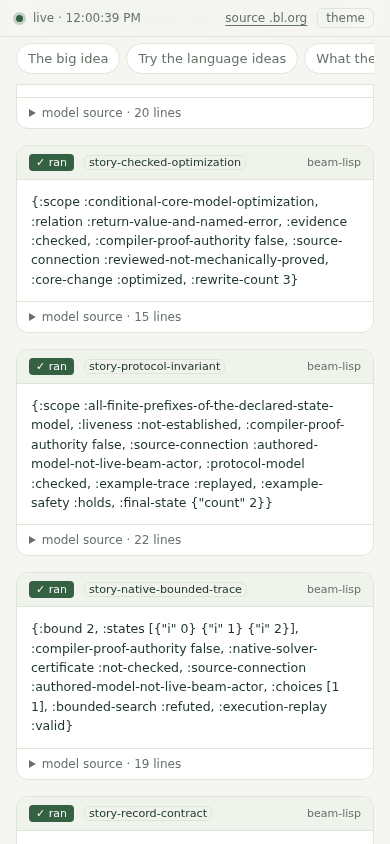 live · 12:00:39 PM source .bl.org theme
The big idea Try the language ideas What the
model source · 20 lines
✓ ran story-checked-optimization beam-lisp
{:scope :conditional-core-model-optimization,
:relation :return-value-and-named-error, :evidence
:checked, :compiler-proof-authority false, :source-
connection :reviewed-not-mechanically-proved,
:core-change :optimized, :rewrite-count 3}
model source · 15 lines
✓ ran story-protocol-invariant beam-lisp
{:scope :all-finite-prefixes-of-the-declared-state-
model, :liveness :not-established, :compiler-proof-
authority false, :source-connection :authored-
model-not-live-beam-actor, :protocol-model
:checked, :example-trace :replayed, :example-
safety :holds, :final-state {"count" 2}}
model source · 22 lines
✓ ran story-native-bounded-trace beam-lisp
{:bound 2, :states [{"i" 0} {"i" 1} {"i" 2}],
:compiler-proof-authority false, :native-solver-
certificate :not-checked, :source-connection
:authored-model-not-live-beam-actor, :choices [1
1], :bounded-search :refuted, :execution-replay
:valid}
model source · 19 lines
✓ ran story-record-contract beam-lisp